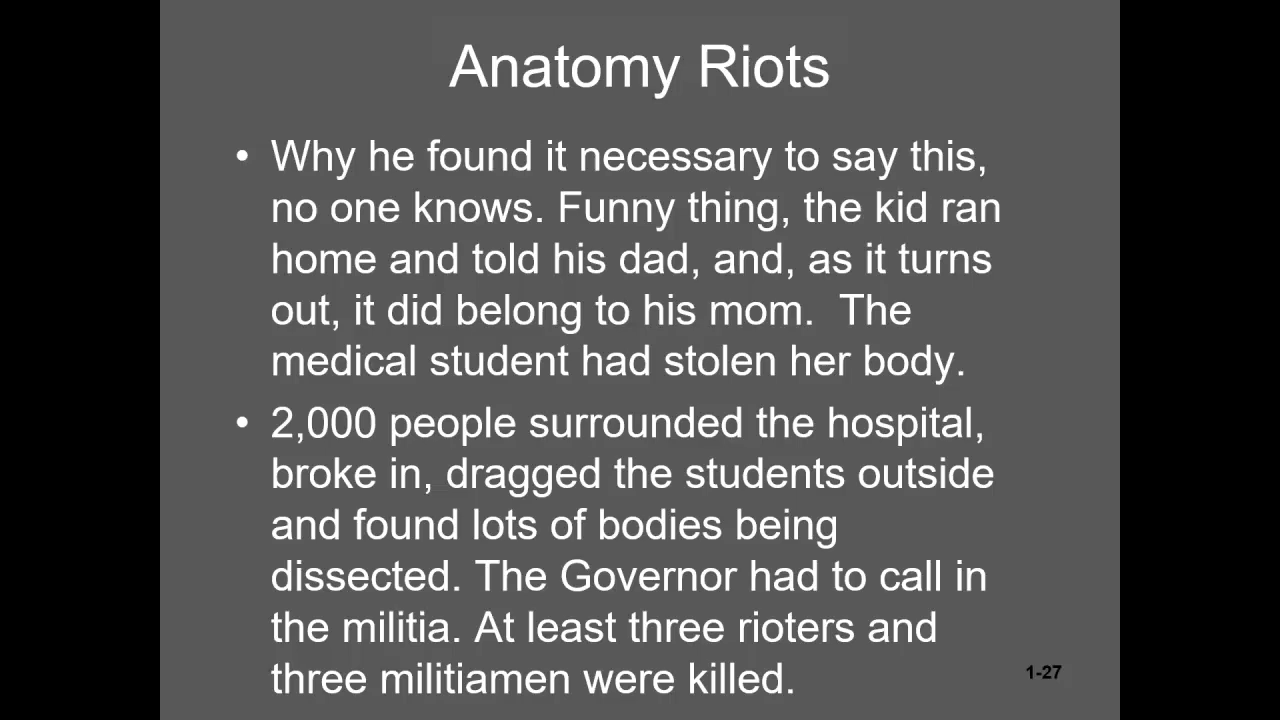 Anatomy Riots
• Why he found it necessary to say this,
no one knows. Funny thing, the kid ran
home and told his dad, and, as it turns
out, it did belong to his mom.  The
medical student had stolen her body.
• 2,000 people surrounded the hospital,
broke in, dragged the students outside
and found lots of bodies being
dissected. The Governor had to call in
the militia. At least three rioters and
three militiamen were killed.
1-27